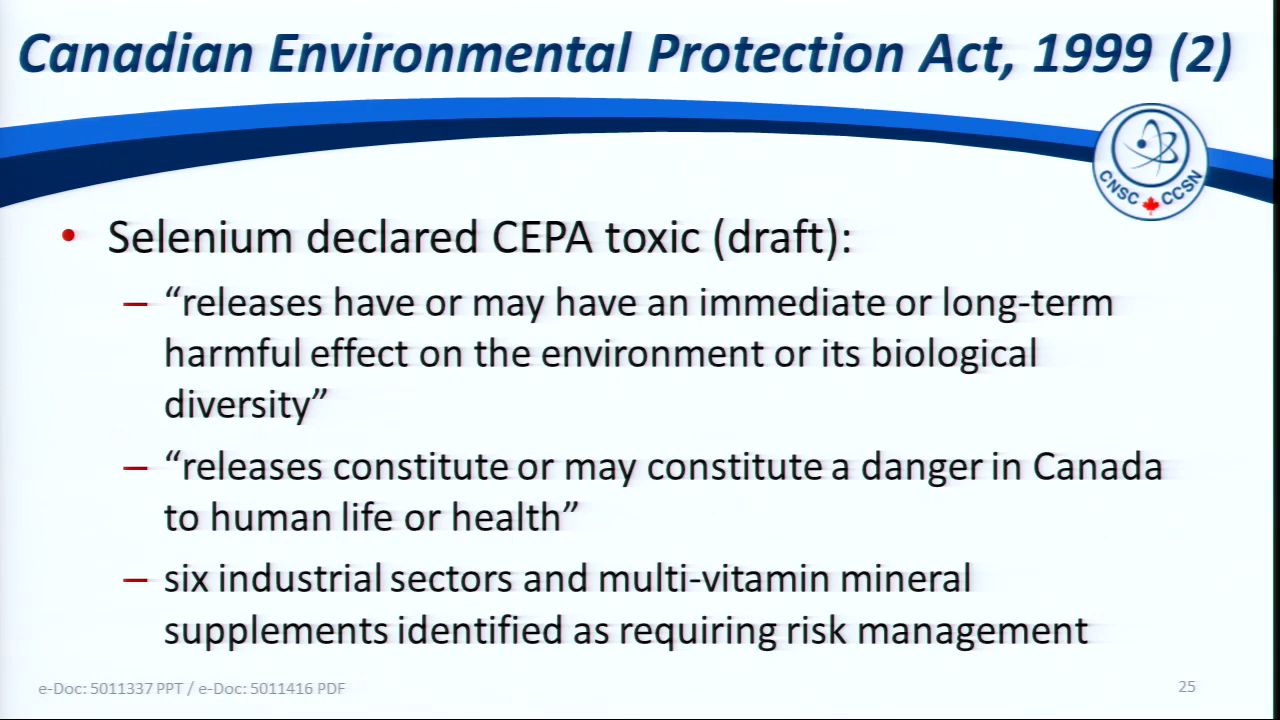 Canadian Environmental Protection Act, 1999 (2)
CNSC CCSN
• Selenium declared CEPA toxic (draft):
– “releases have or may have an immediate or long-term
harmful effect on the environment or its biological
diversity”
– “releases constitute or may constitute a danger in Canada
to human life or health”
– six industrial sectors and multi-vitamin mineral
supplements identified as requiring risk management
e-Doc: 5011337 PPT / e-Doc: 5011416 PDF
25